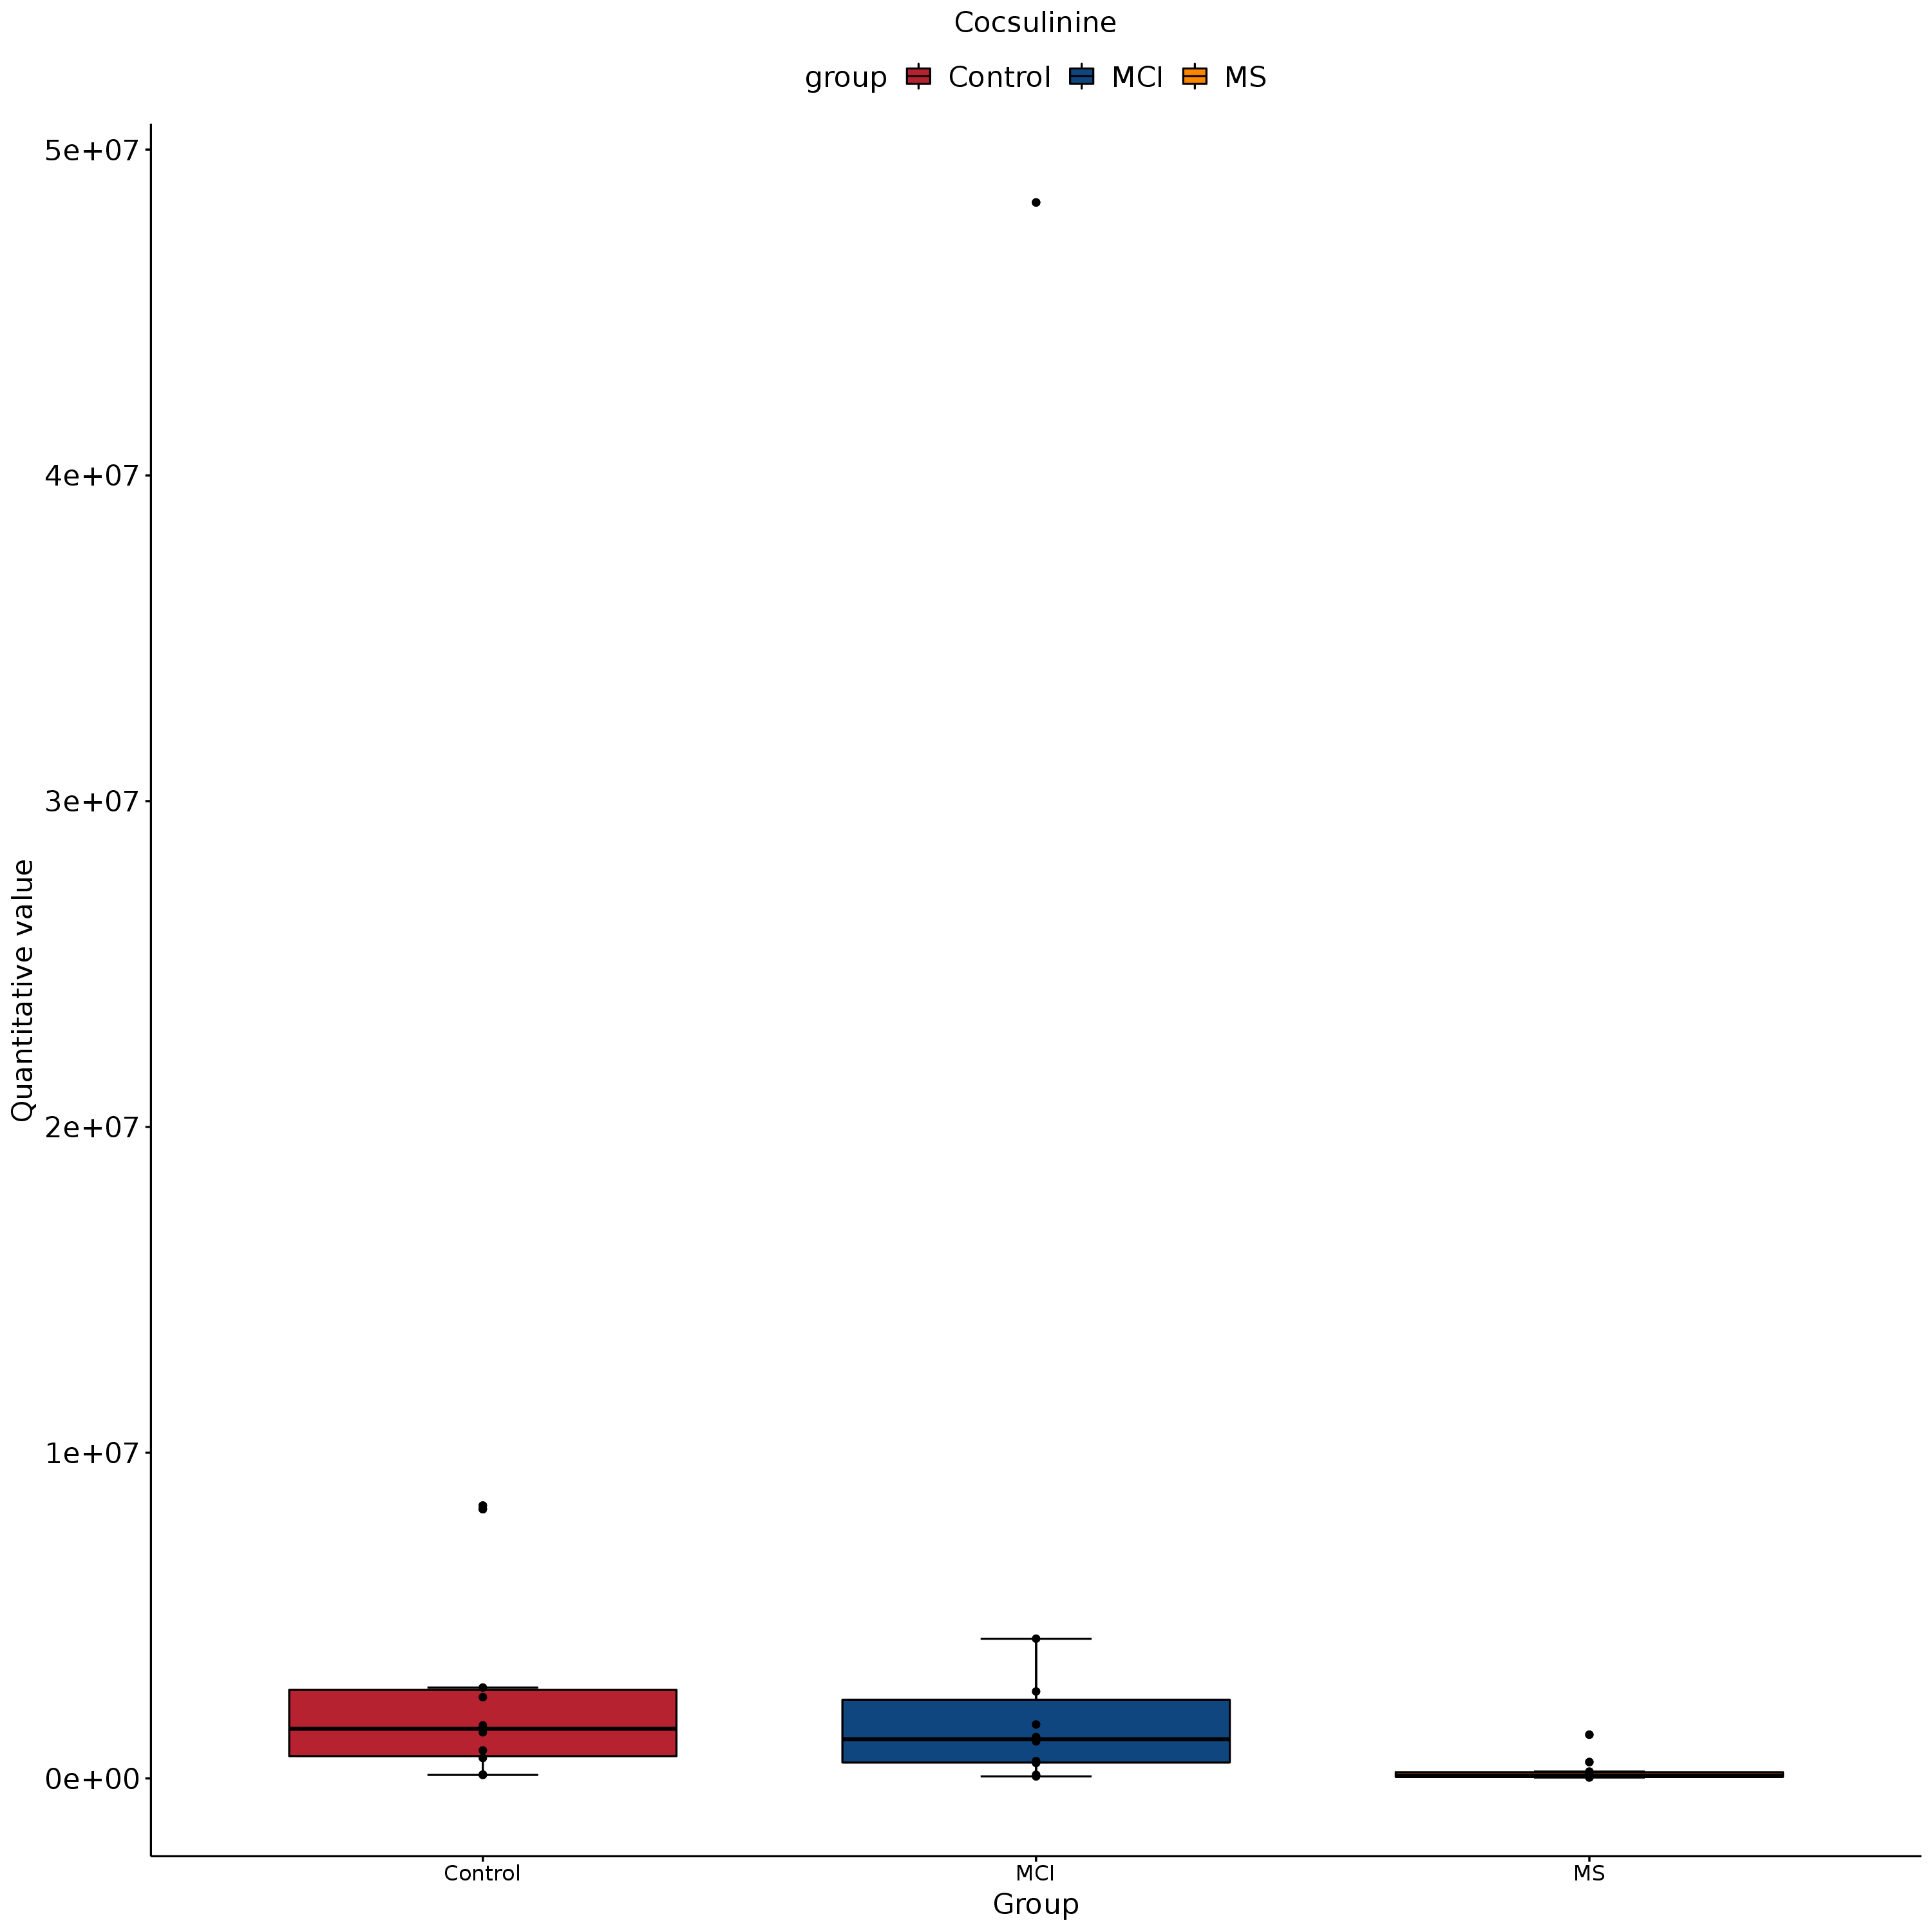 Cocsulinine
group Control MCI MS
5e+07
4e+07
3e+07
2e+07
1e+07
0e+00
Quantitative value
Control MCI MS
Group